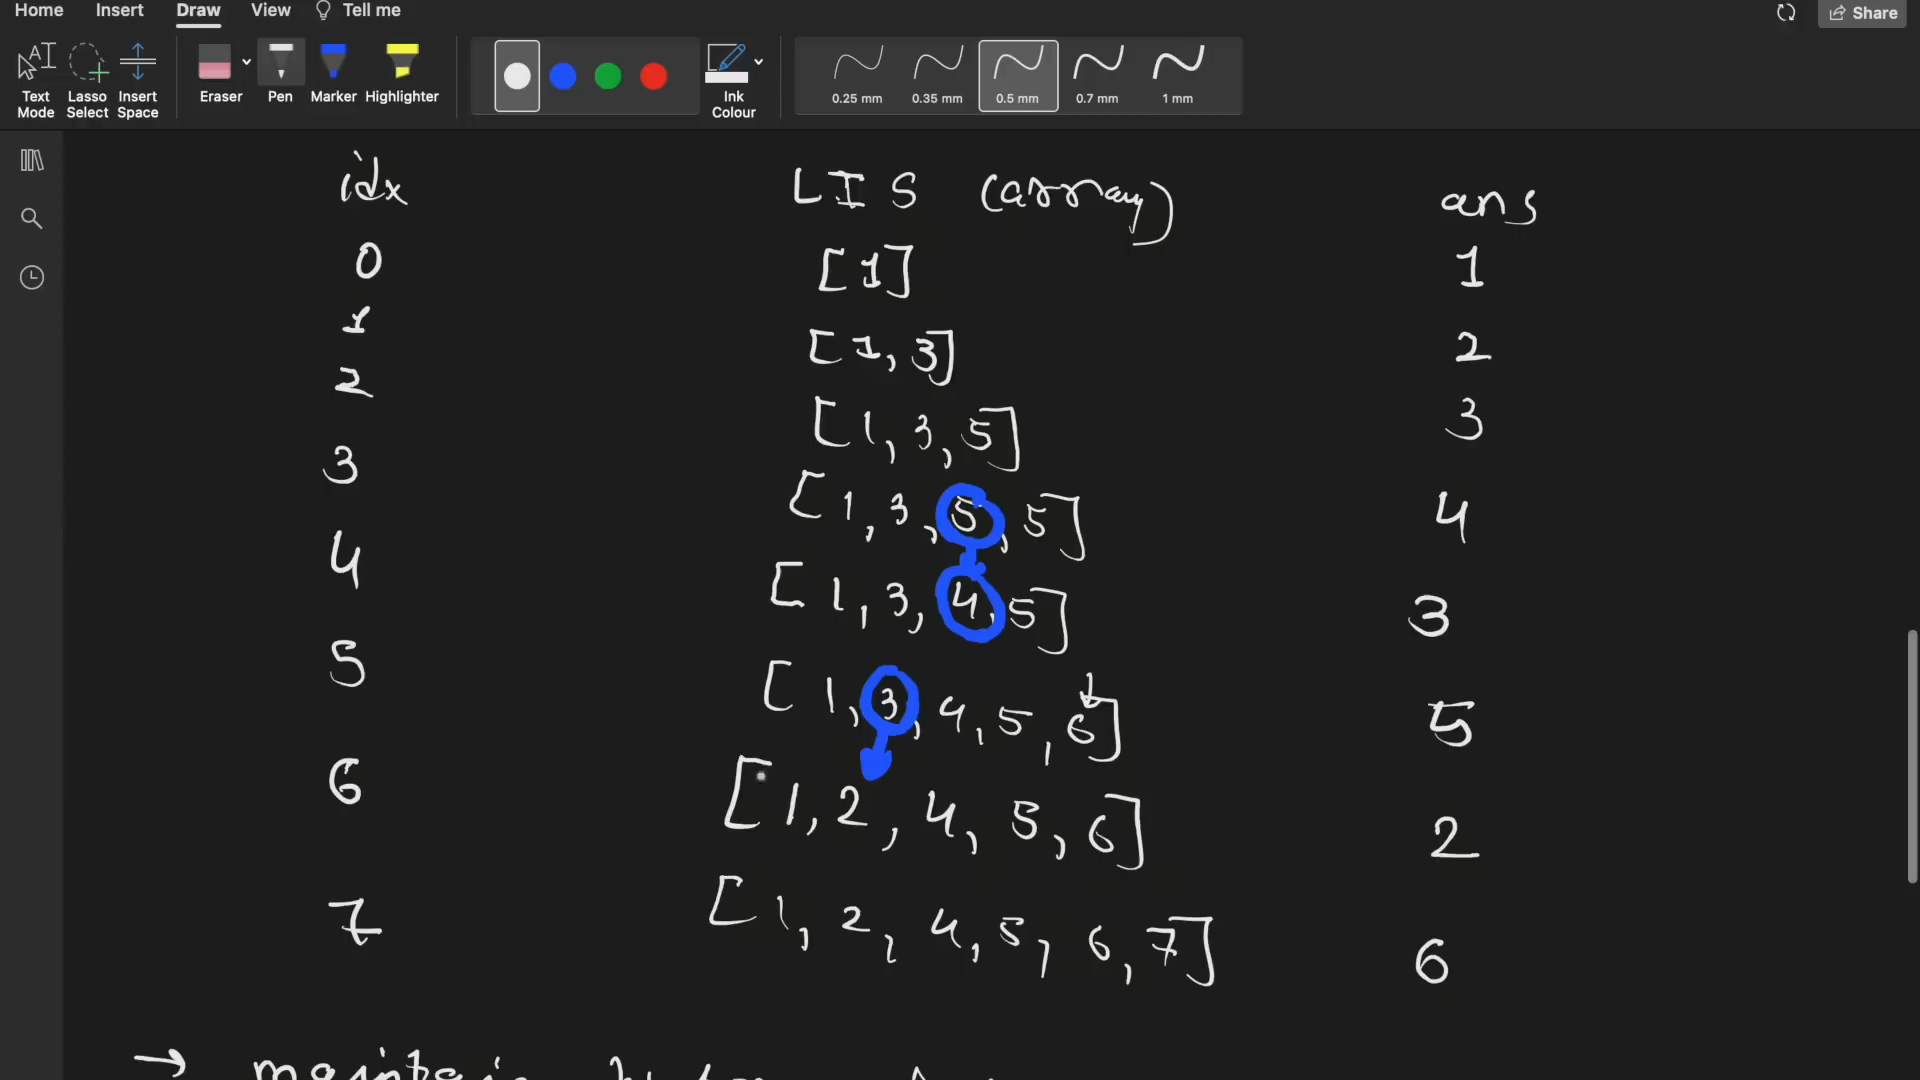 Home Insert Draw View Tell me Share
Text Mode Lasso Select Insert Space Eraser Pen Marker Highlighter Ink Colour 0.25 mm 0.35 mm 0.5 mm 0.7 mm 1 mm
idx LIS (array) ans
0 [1] 1
1 [1, 3] 2
2 [1, 3, 5] 3
3 [1, 3, 5, 5] 4
4 [1, 3, 4, 5] 3
5 [1, 3, 4, 5, 6] 5
6 [1, 2, 4, 5, 6] 2
7 [1, 2, 4, 5, 6, 7] 6
→ maintain